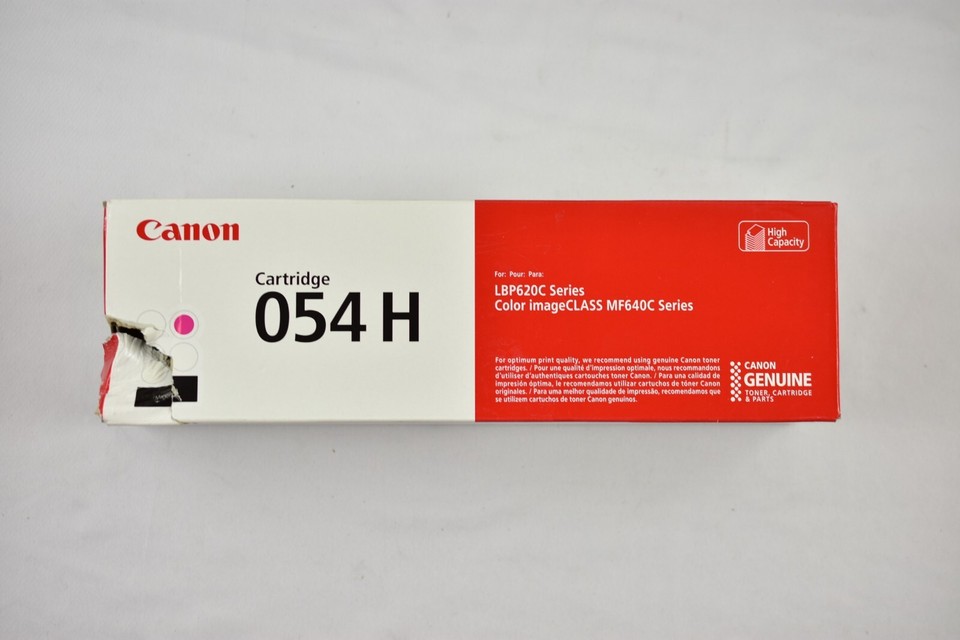 Canon
Cartridge
054 H
High
Capacity
For: Pour: Para:
LBP620C Series
Color imageCLASS MF640C Series
For optimum print quality, we recommend using genuine Canon toner
cartridges. / Pour une qualité d'impression optimale, nous recommandons
d'utiliser d'authentiques cartouches toner Canon. / Para una calidad de
impresión óptima, le recomendamos utilizar cartuchos de tóner Canon
originales. / Para uma melhor qualidade de impressão, recomendamos que
se utilizem cartuchos de toner Canon genuínos.
CANON
GENUINE
TONER, CARTRIDGE
& PARTS